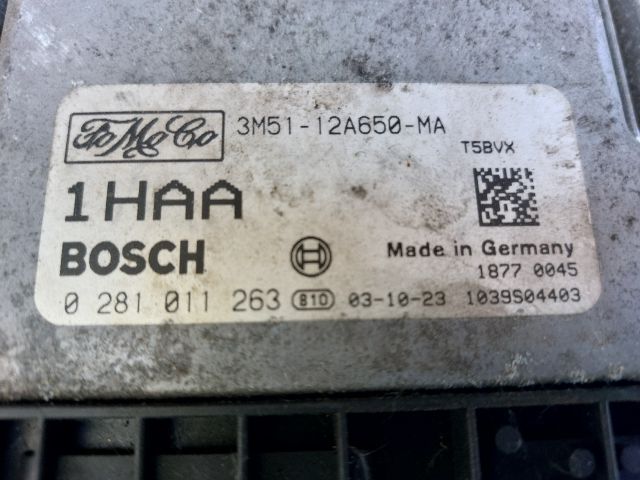 FoMoCo 3M51-12A650-MA
T5BVX
1HAA
BOSCH Made in Germany
1877 0045
0 281 011 263 810 03-10-23 1039S04403